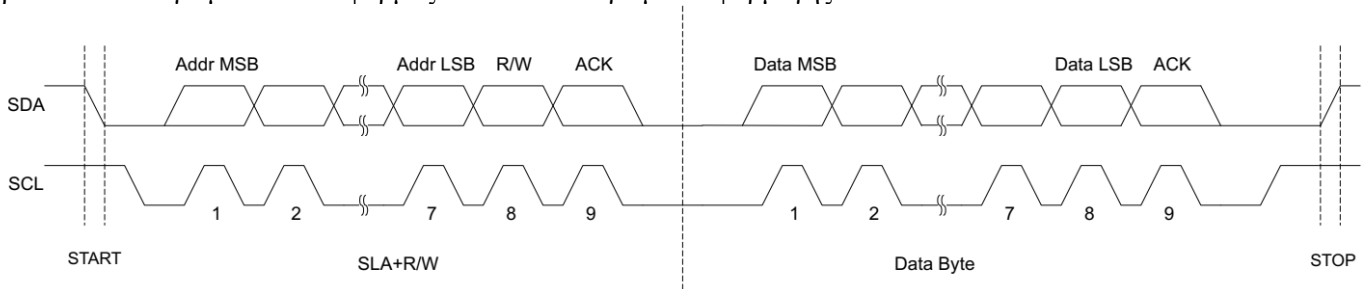 Addr MSB Addr LSB R/W ACK Data MSB Data LSB ACK
SDA
SCL
1 2 7 8 9 1 2 7 8 9
START SLA+R/W Data Byte STOP